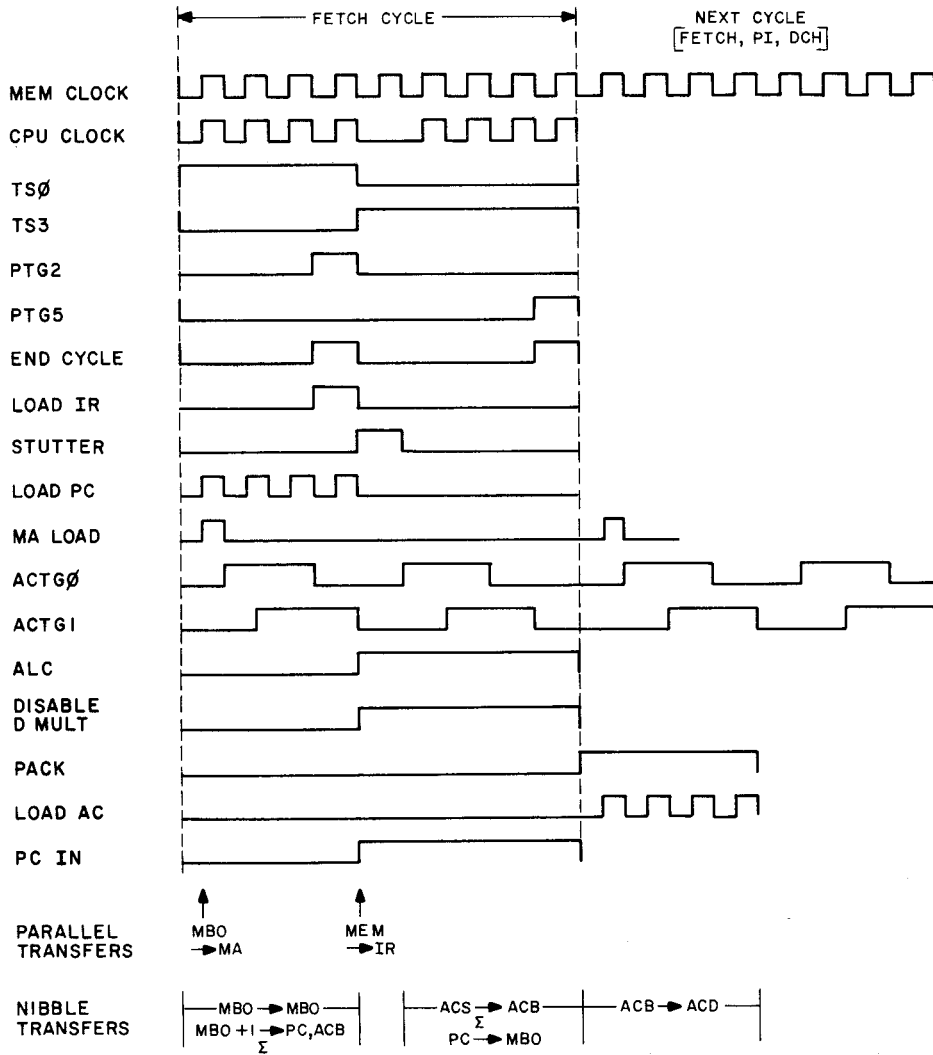 FETCH CYCLE
NEXT CYCLE
[FETCH, PI, DCH]
MEM CLOCK
CPU CLOCK
TSØ
TS3
PTG2
PTG5
END CYCLE
LOAD IR
STUTTER
LOAD PC
MA LOAD
ACTGØ
ACTG1
ALC
DISABLE
D MULT
PACK
LOAD AC
PC IN
PARALLEL
TRANSFERS
MBO
→MA
MEM
→IR
NIBBLE
TRANSFERS
MBO → MBO
MBO +1 → PC, ACB
Σ
ACS → ACB
Σ
PC → MBO
ACB → ACD